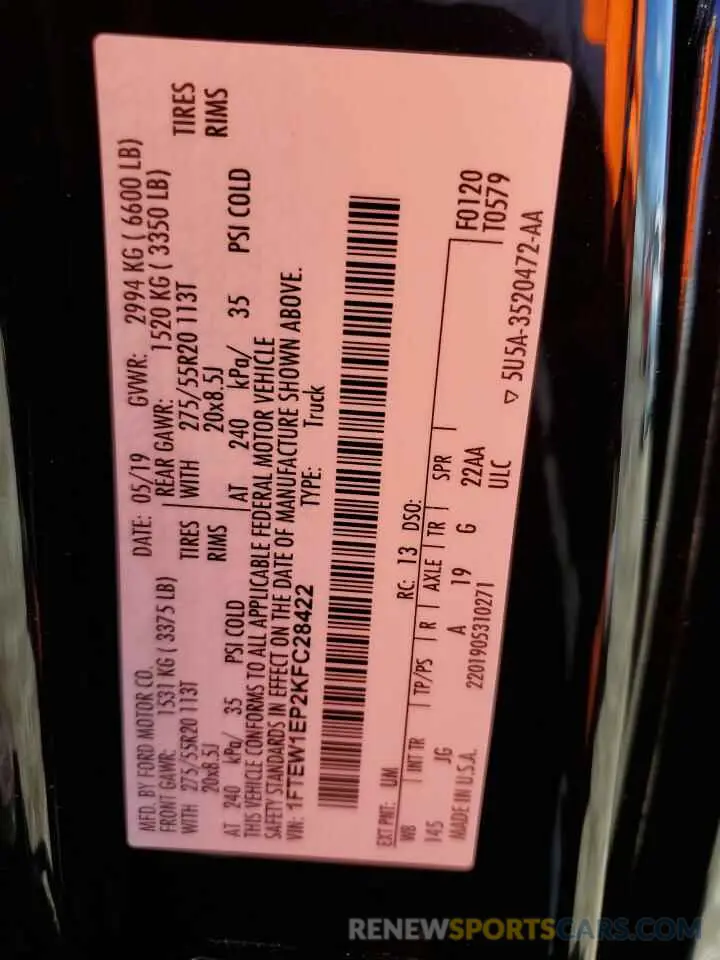 MFD. BY FORD MOTOR CO.
DATE: 05/19 GVWR: 2994 KG ( 6600 LB)
FRONT GAWR: 1531 KG ( 3375 LB)
REAR GAWR: 1520 KG ( 3350 LB)
WITH 275/55R20 113T TIRES
WITH 275/55R20 113T TIRES
20x8.5J RIMS
20x8.5J RIMS
AT 240 kPa/ 35 PSI COLD
AT 240 kPa/ 35 PSI COLD
THIS VEHICLE CONFORMS TO ALL APPLICABLE FEDERAL MOTOR VEHICLE
SAFETY STANDARDS IN EFFECT ON THE DATE OF MANUFACTURE SHOWN ABOVE.
VIN: 1FTEW1EP2KFC28422 TYPE: Truck
EXT PNT: UM RC: 13 DSO: F0120
T0579
WB INT TR TP/PS R AXLE TR SPR
145 JG A 19 G 22AA
ULC
MADE IN U.S.A. 2201905310271
▽ 5U5A-3520472-AA
RENEWSPORTSCARS.COM